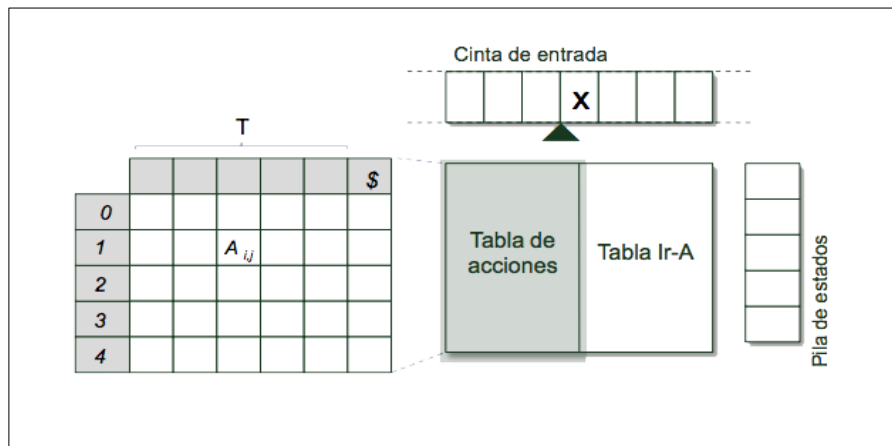 Cinta de entrada
X
T
$
0
1
A i,j
2
3
4
Tabla de
acciones
Tabla Ir-A
Pila de estados